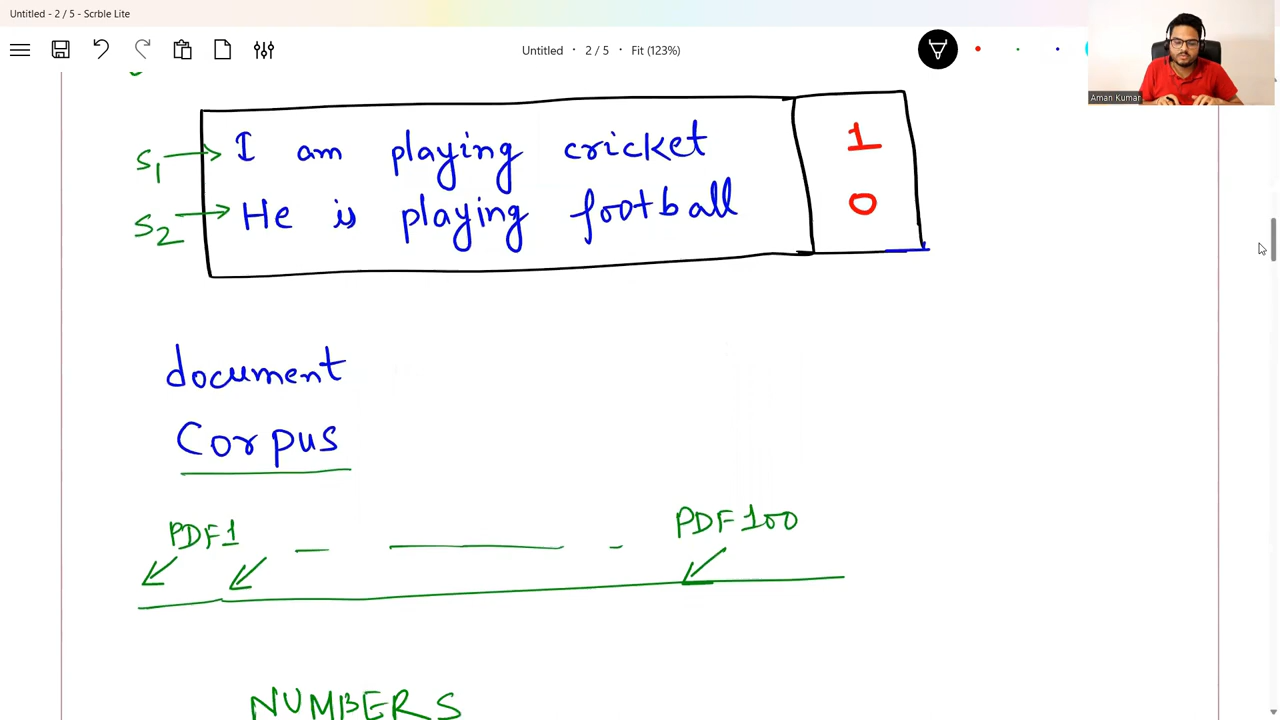 Untitled - 2 / 5 - Scrble Lite
Untitled • 2 / 5 • Fit (123%)
Aman Kumar
S1 I am playing cricket 1
S2 He is playing football 0
document
Corpus
PDF1 PDF100
NUMBERS